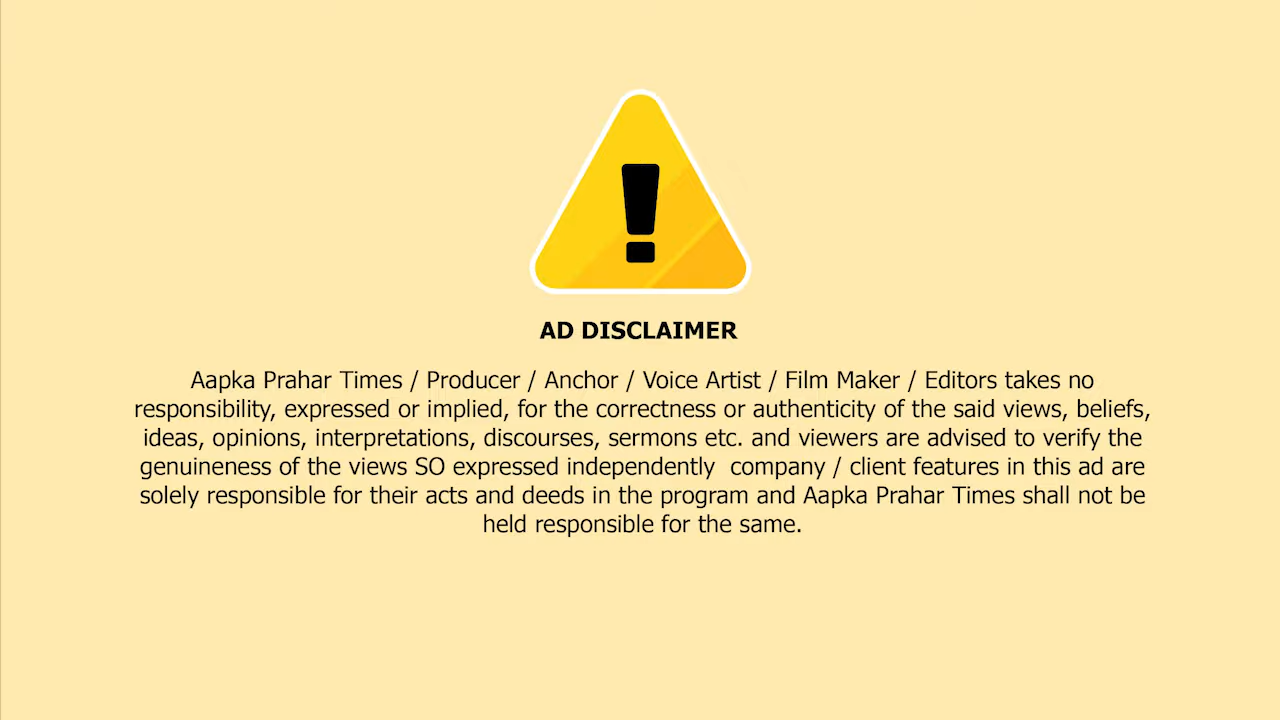 AD DISCLAIMER
Aapka Prahar Times / Producer / Anchor / Voice Artist / Film Maker / Editors takes no
responsibility, expressed or implied, for the correctness or authenticity of the said views, beliefs,
ideas, opinions, interpretations, discourses, sermons etc. and viewers are advised to verify the
genuineness of the views SO expressed independently  company / client features in this ad are
solely responsible for their acts and deeds in the program and Aapka Prahar Times shall not be
held responsible for the same.